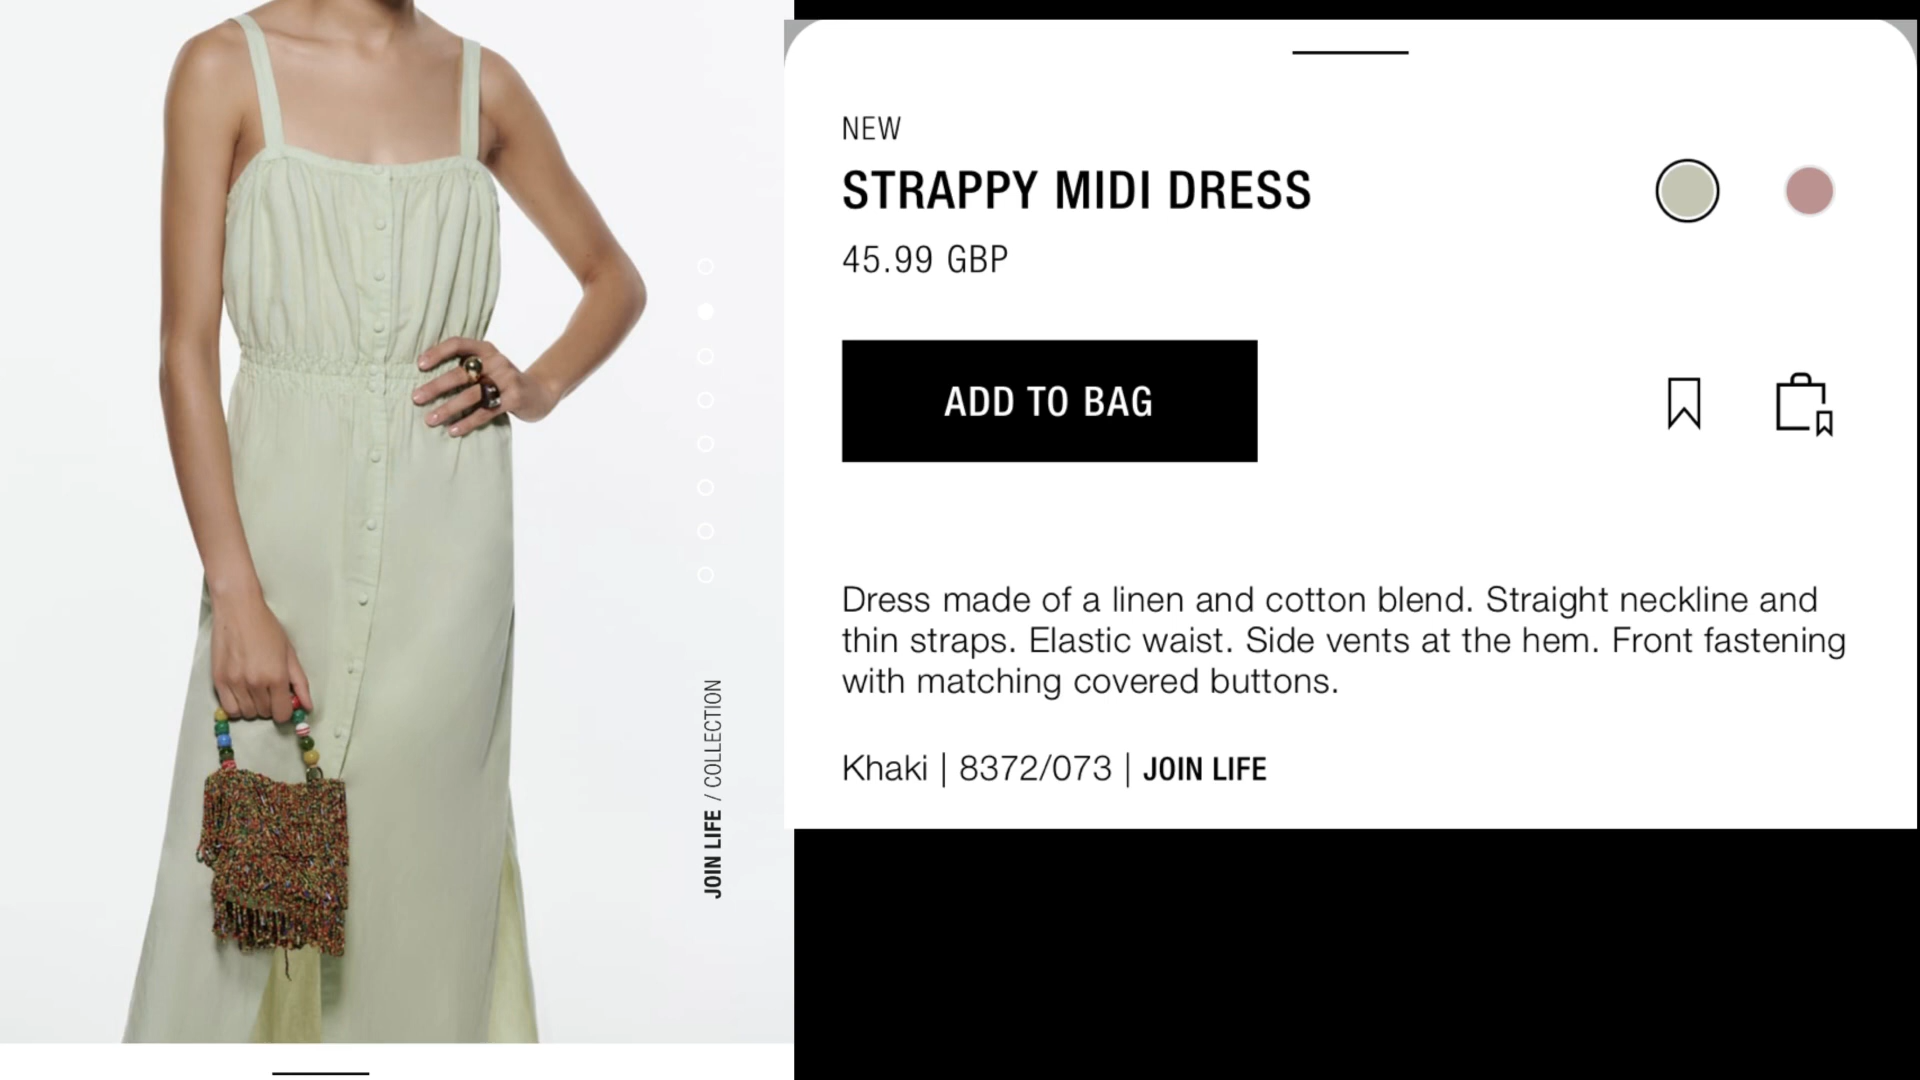 JOIN LIFE / COLLECTION
NEW
STRAPPY MIDI DRESS
45.99 GBP
ADD TO BAG
Dress made of a linen and cotton blend. Straight neckline and
thin straps. Elastic waist. Side vents at the hem. Front fastening
with matching covered buttons.
Khaki | 8372/073 | JOIN LIFE